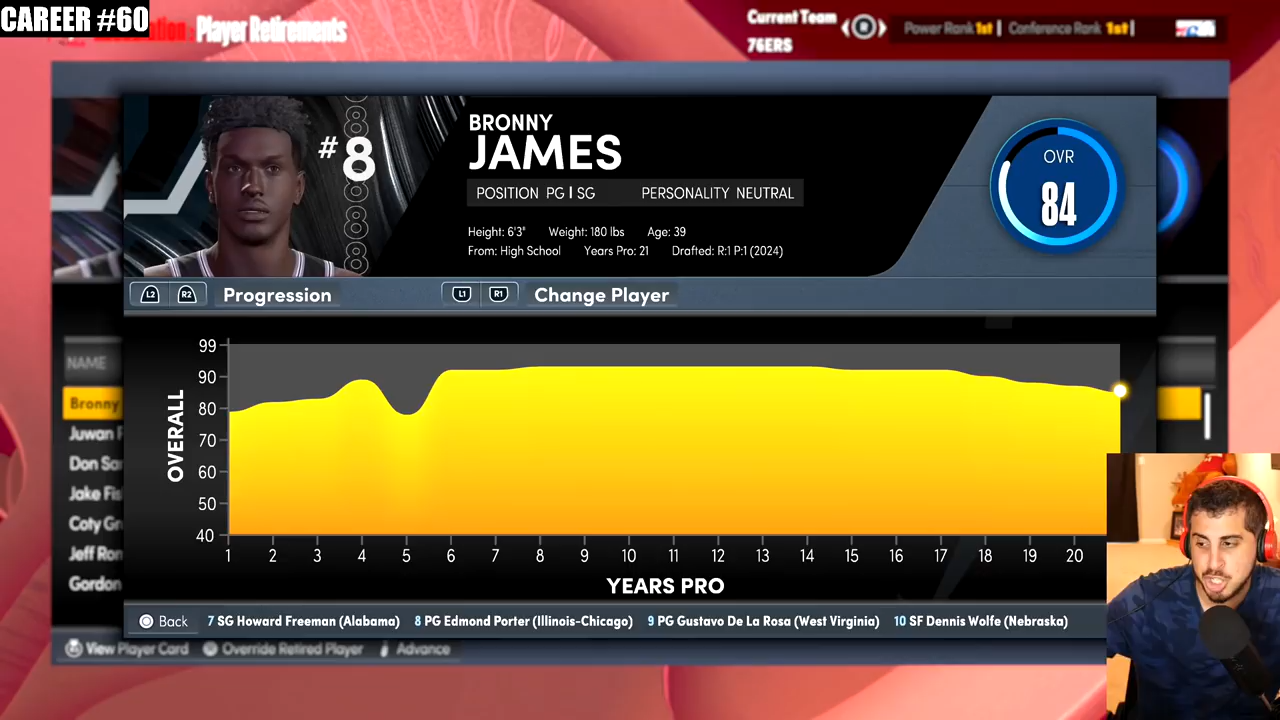 CAREER #60
Player Retirements
Current Team
76ERS
Power Rank 1st | Conference Rank 1st |
#8
BRONNY
JAMES
POSITION PG | SG PERSONALITY NEUTRAL
Height: 6'3" Weight: 180 lbs Age: 39
From: High School Years Pro: 21 Drafted: R:1 P:1 (2024)
OVR
84
L2 R2 Progression L1 R1 Change Player
NAME
Bronny
Juwan
Don
Jake
Coty
Jeff
Gordon
OVERALL
99
90
80
70
60
50
40
1 2 3 4 5 6 7 8 9 10 11 12 13 14 15 16 17 18 19 20
YEARS PRO
Back 7 SG Howard Freeman (Alabama) 8 PG Edmond Porter (Illinois-Chicago) 9 PG Gustavo De La Rosa (West Virginia) 10 SF Dennis Wolfe (Nebraska)
View Player Card Override Retired Player Advance